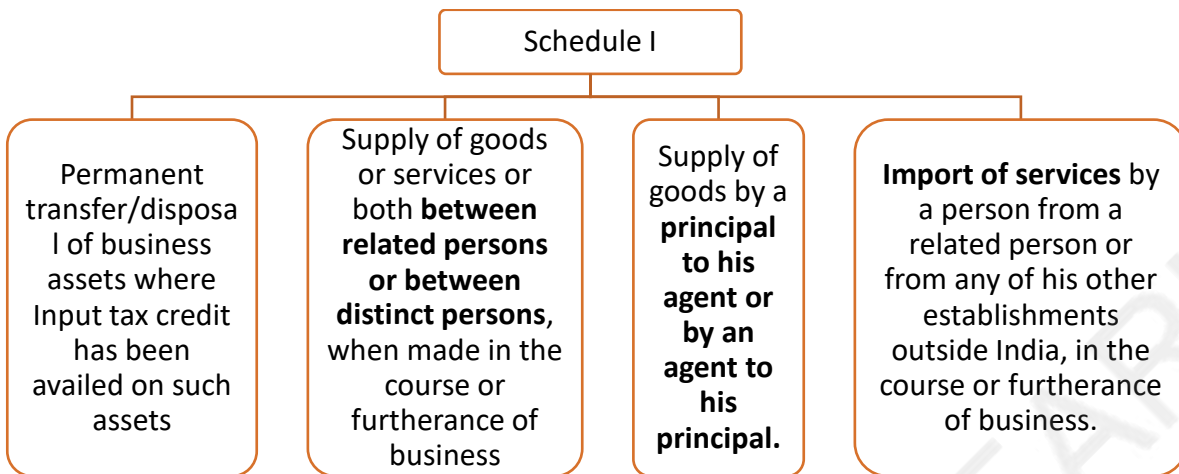 Schedule I
Permanent
transfer/disposa
l of business
assets where
Input tax credit
has been
availed on such
assets
Supply of goods
or services or
both between
related persons
or between
distinct persons,
when made in the
course or
furtherance of
business
Supply of
goods by a
principal
to his
agent or
by an
agent to
his
principal.
Import of services by
a person from a
related person or
from any of his other
establishments
outside India, in the
course or furtherance
of business.